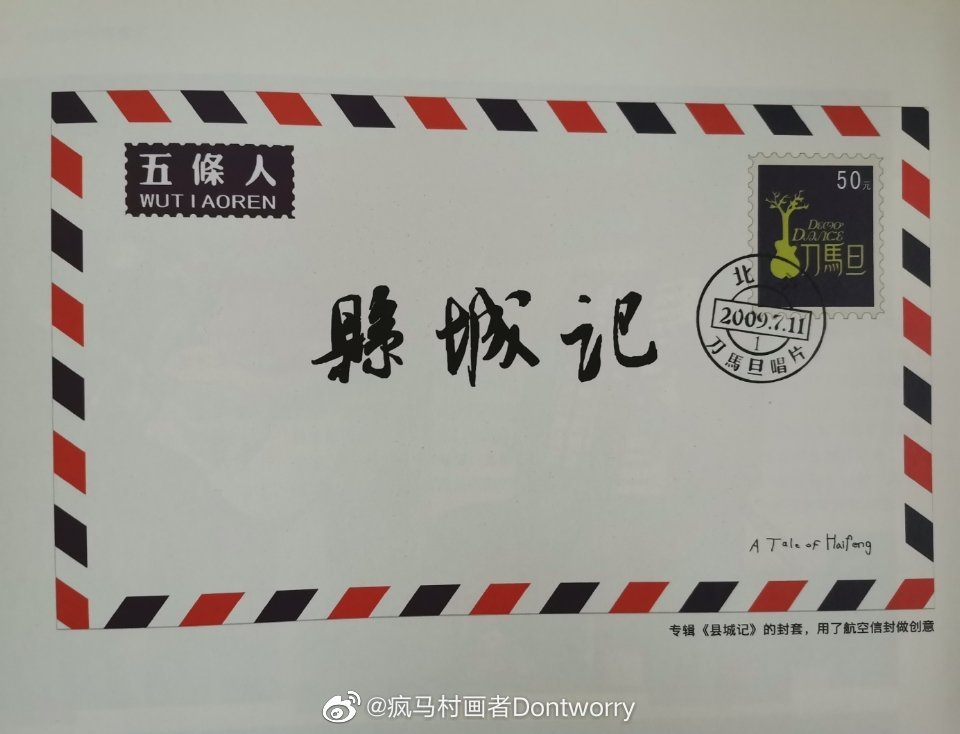 五條人
WUTIAOREN
50元
DEMO'
DANCE
刀馬旦
縣城记
北
2009.7.11
1
刀馬旦唱片
A Tale of Haifeng
专辑《县城记》的封套，用了航空信封做创意
@疯马村画者Dontworry